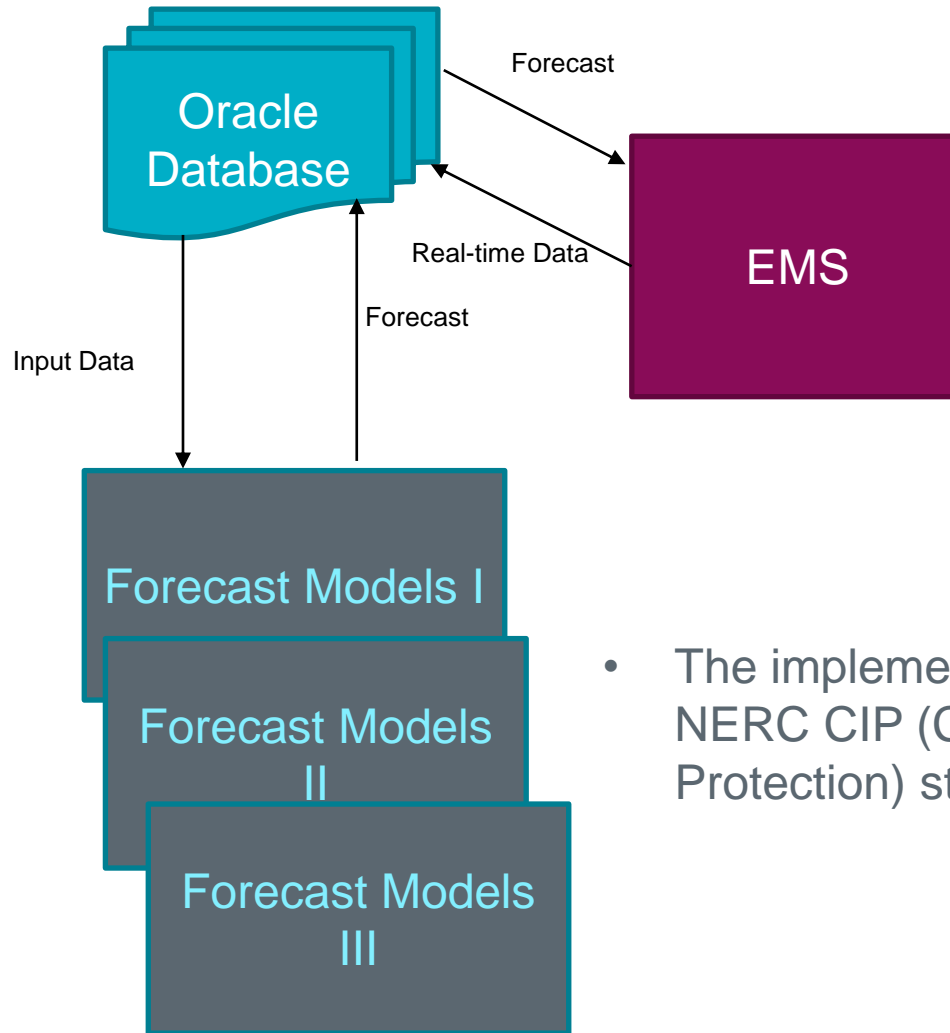 Forecast
Oracle
Database
Real-time Data
EMS
Forecast
Input Data
Forecast Models I
Forecast Models
II
Forecast Models
III
• The impleme
NERC CIP (
Protection) st